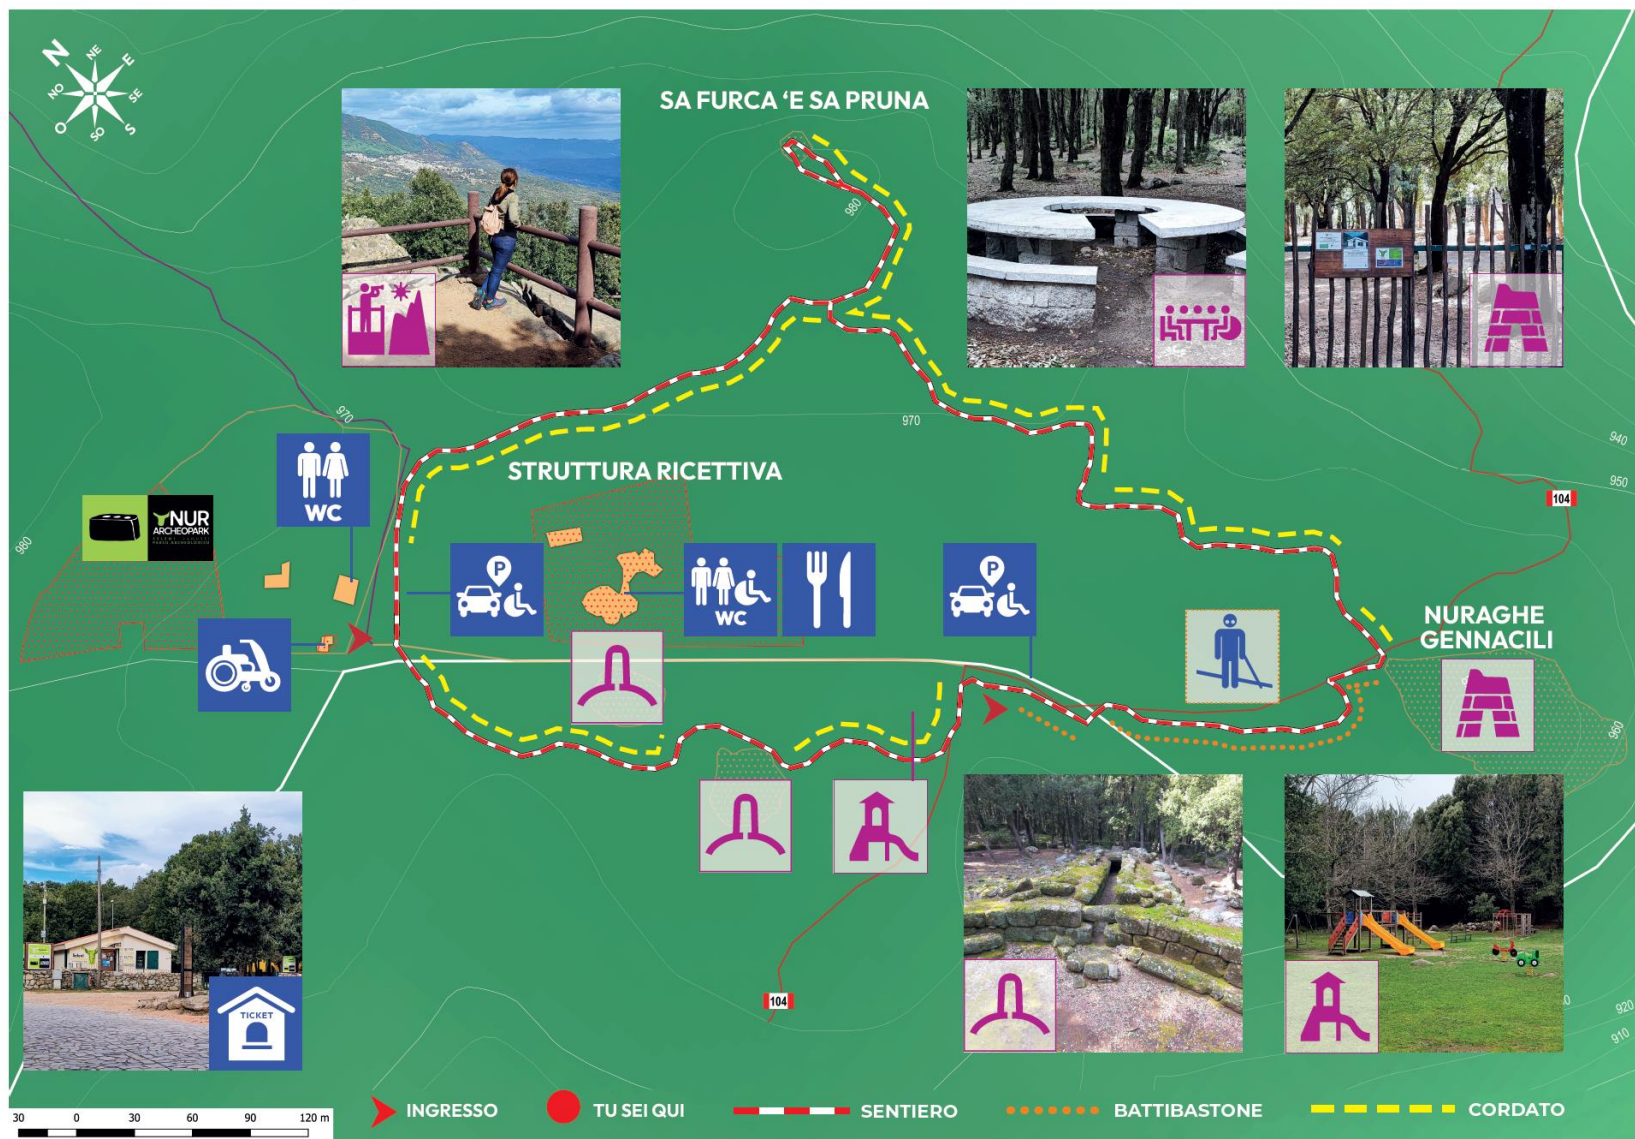 N
NE
E
NO
SE
O
SO
S
SA FURCA 'E SA PRUNA
980
970
970
940
950
STRUTTURA RICETTIVA
WC
104
NUR
ARCHEOPARK
980
P
P
WC
NURAGHE
GENNACILI
960
TICKET
104
920
910
30 0 30 60 90 120 m
INGRESSO
TU SEI QUI
SENTIERO
BATTIBASTONE
CORDATO